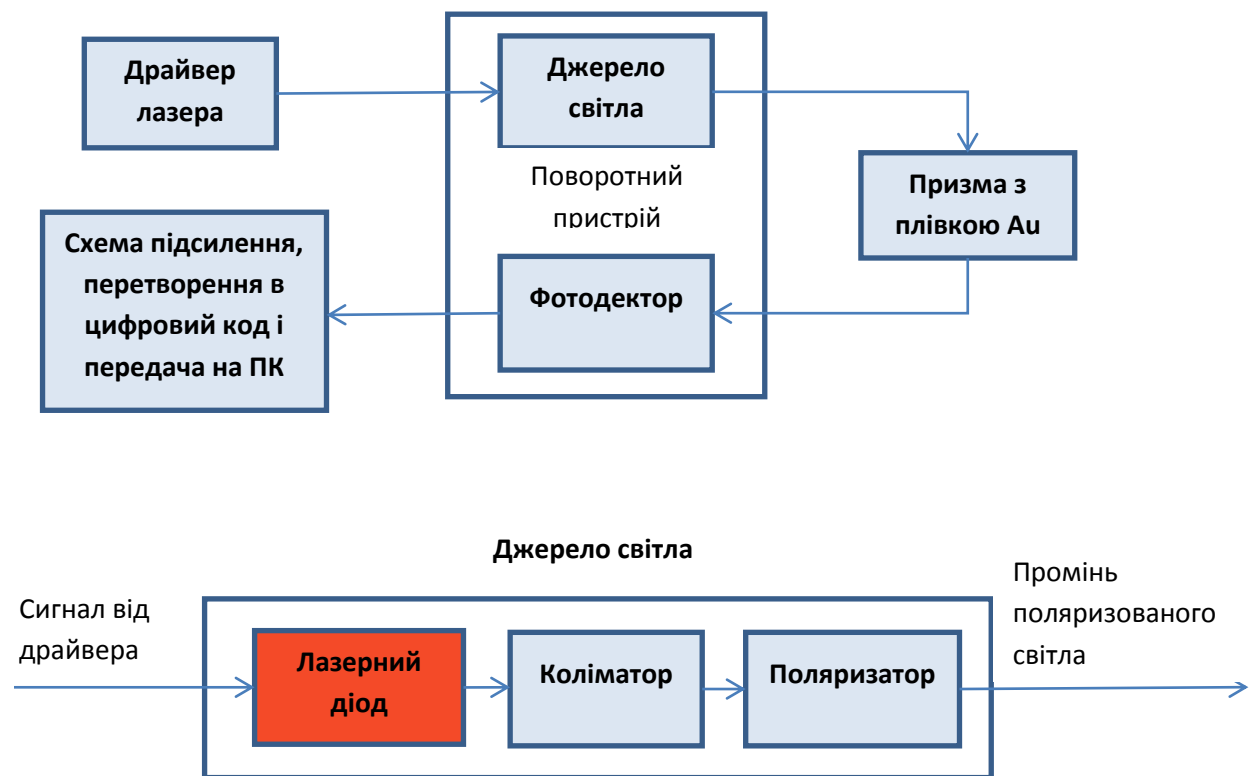 Драйвер
лазера
Джерело
світла
Поворотний
пристрій
Призма з
плівкою Au
Схема підсилення,
перетворення в
цифровий код і
передача на ПК
Фотодектор
Джерело світла
Сигнал від
драйвера
Лазерний
діод
Коліматор
Поляризатор
Промінь
поляризованого
світла